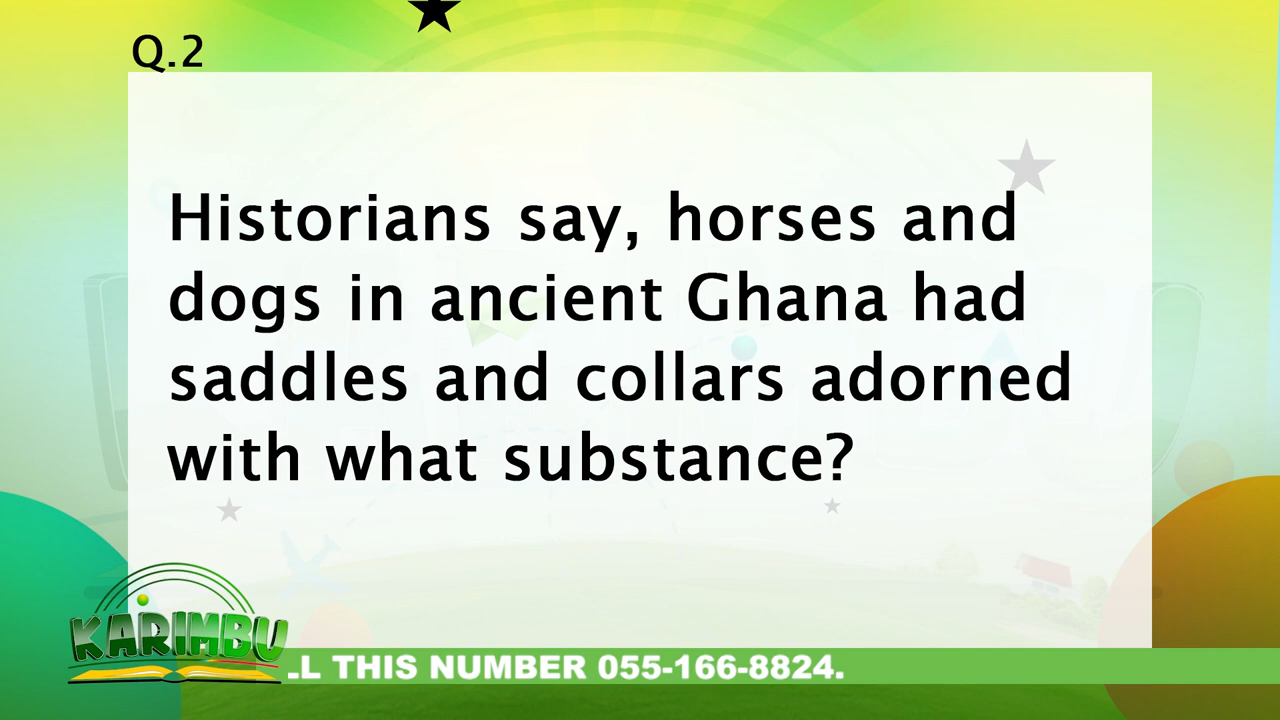 Q.2
Historians say, horses and
dogs in ancient Ghana had
saddles and collars adorned
with what substance?
KARIMBU
LL THIS NUMBER 055-166-8824.